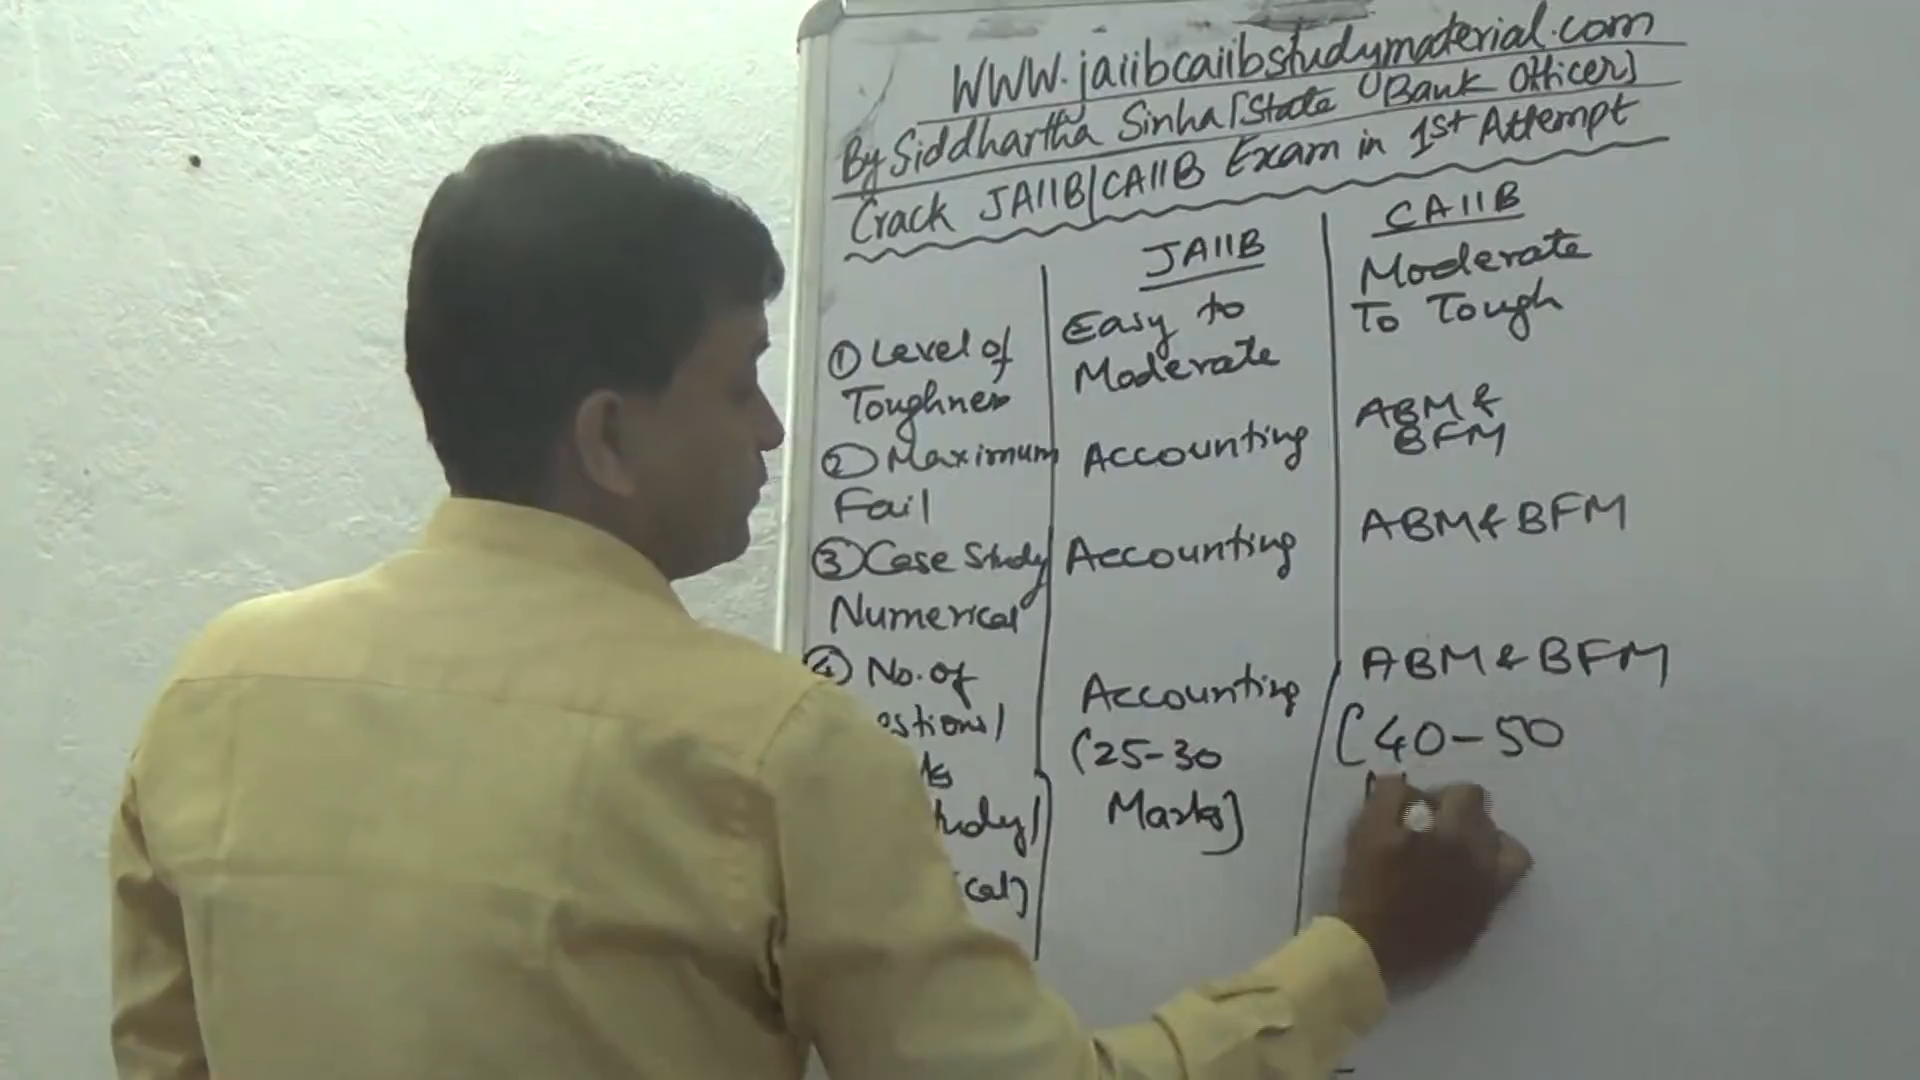 WWW.jaiibcaiibstudymaterial.com
By Siddhartha Sinha [State Bank Officer]
Crack JAIIB/CAIIB Exam in 1st Attempt
JAIIB
CAIIB
① Level of
Toughness
Easy to
Moderate
Moderate
To Tough
② Maximum
Fail
Accounting
ABM &
BFM
③ Case Study
Numerical
Accounting
ABM & BFM
④ No. of
Accounting
(25-30
Marks]
ABM & BFM
(40-50